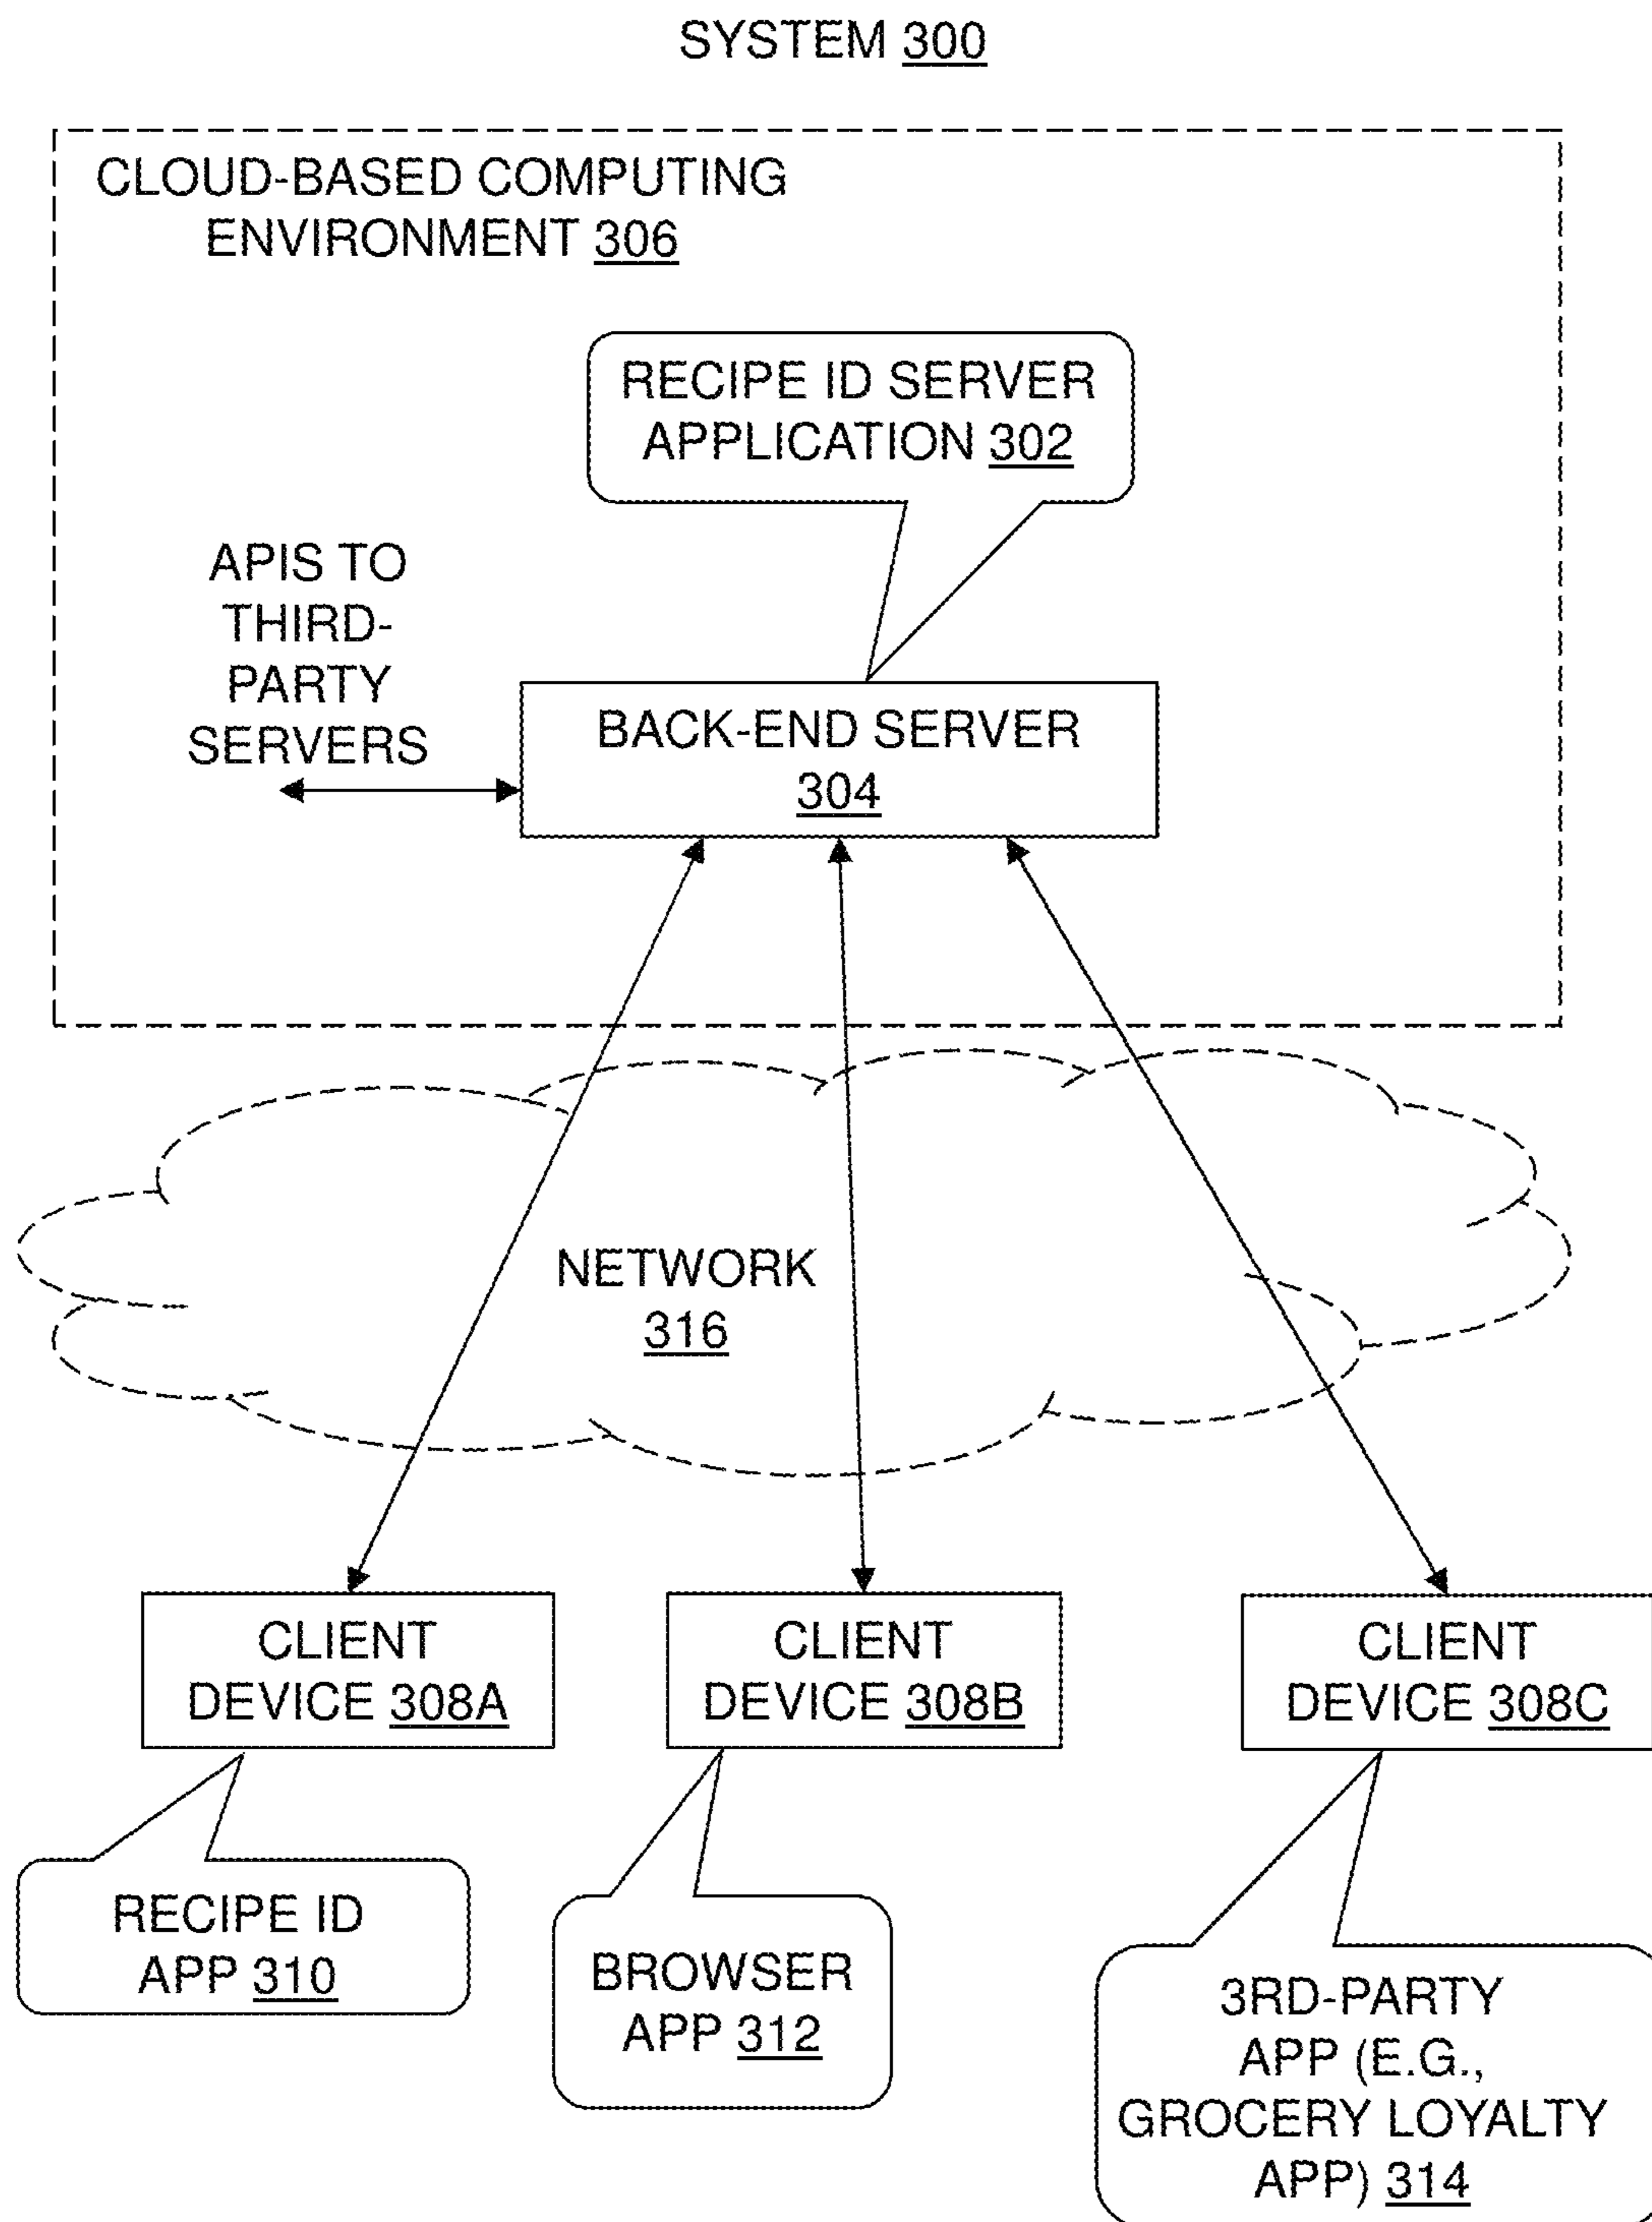 SYSTEM 300
CLOUD-BASED COMPUTING
ENVIRONMENT 306
RECIPE ID SERVER
APPLICATION 302
APIS TO
THIRD-
PARTY
SERVERS
BACK-END SERVER
304
NETWORK
316
CLIENT
DEVICE 308A
CLIENT
DEVICE 308B
CLIENT
DEVICE 308C
RECIPE ID
APP 310
BROWSER
APP 312
3RD-PARTY
APP (E.G.,
GROCERY LOYALTY
APP) 314